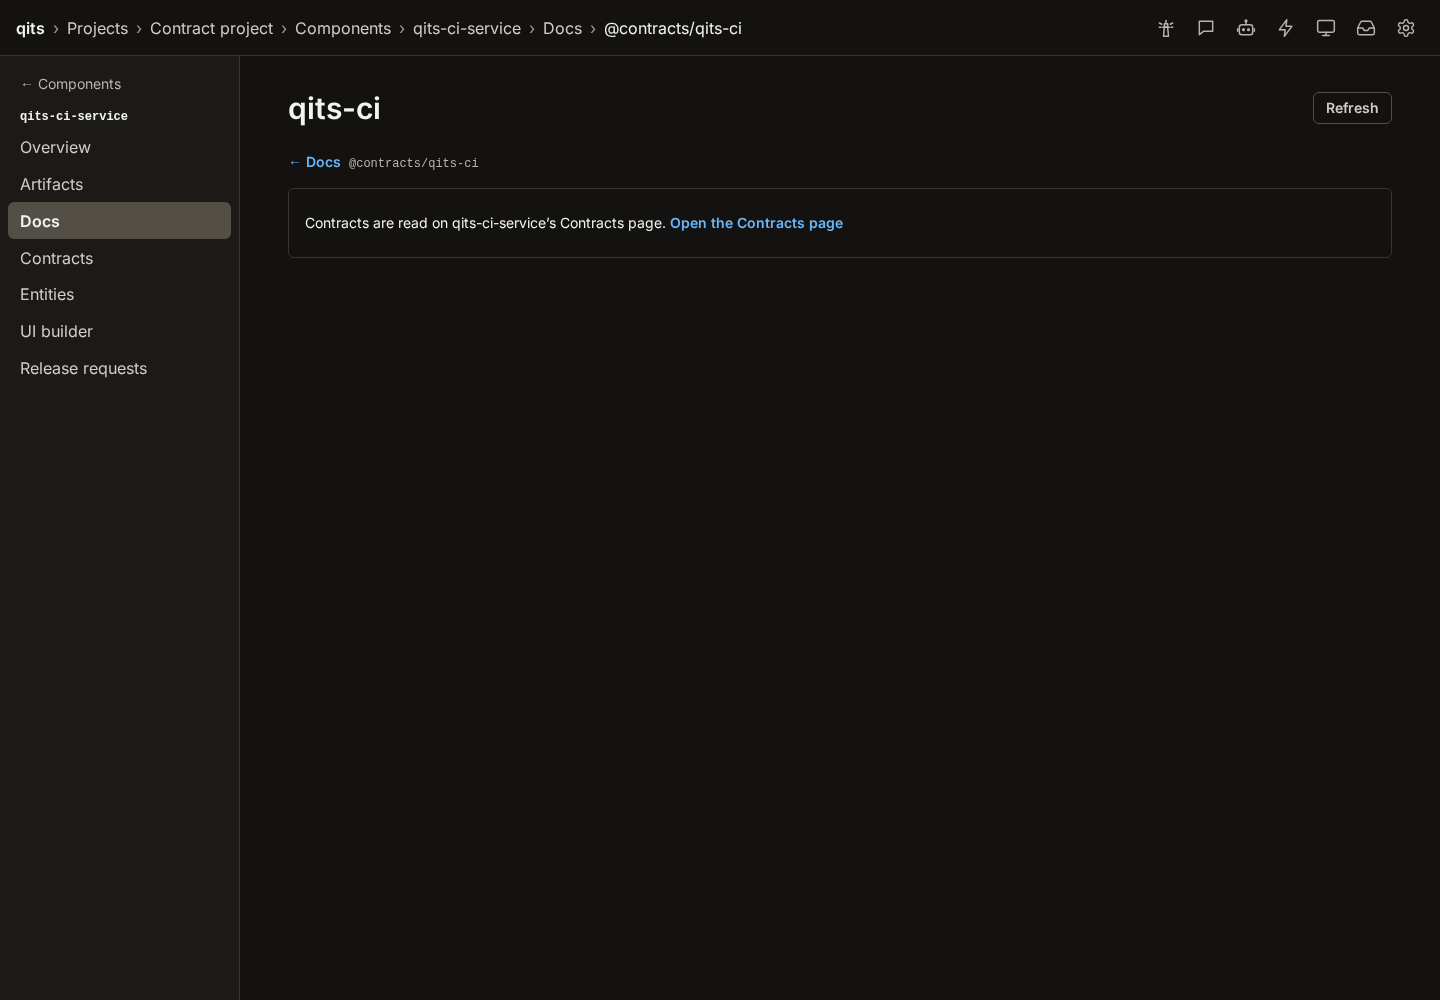 qits › Projects › Contract project › Components › qits-ci-service › Docs › @contracts/qits-ci
← Components
qits-ci-service
Overview
Artifacts
Docs
Contracts
Entities
UI builder
Release requests
qits-ci
Refresh
← Docs @contracts/qits-ci
Contracts are read on qits-ci-service’s Contracts page. Open the Contracts page